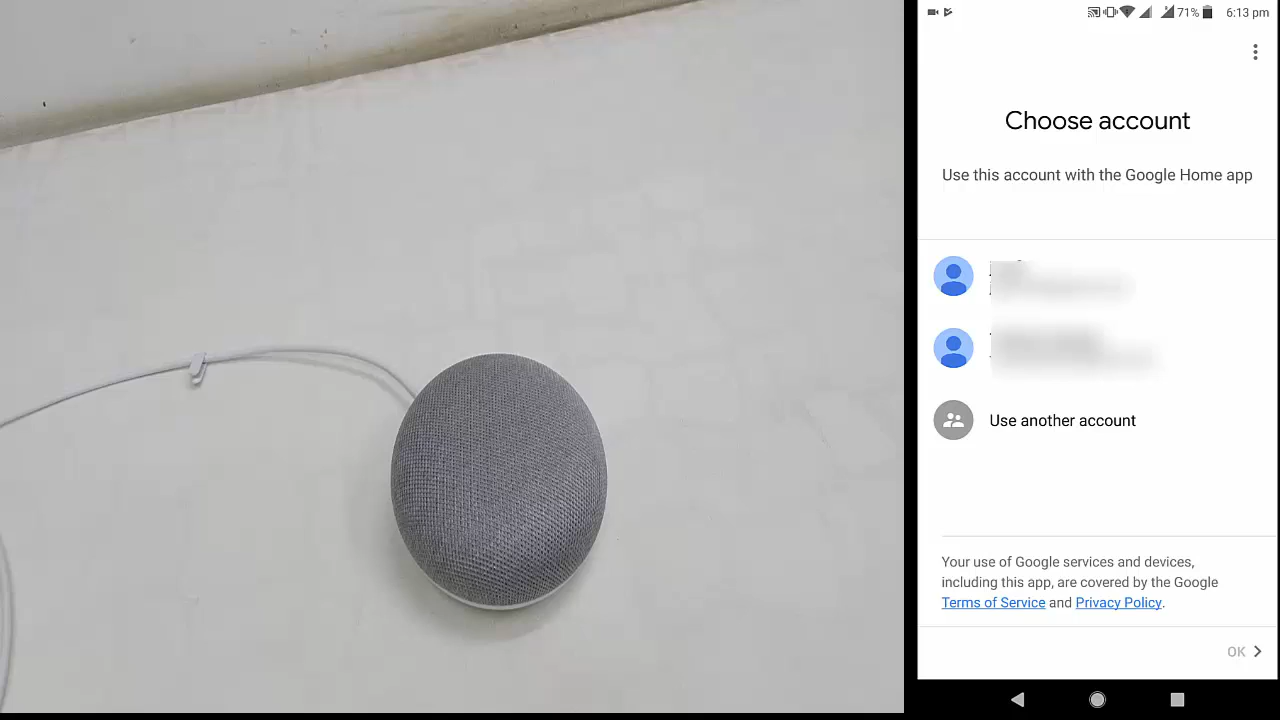 71% 6:13 pm
Choose account
Use this account with the Google Home app
Use another account
Your use of Google services and devices,
including this app, are covered by the Google
Terms of Service and Privacy Policy.
OK